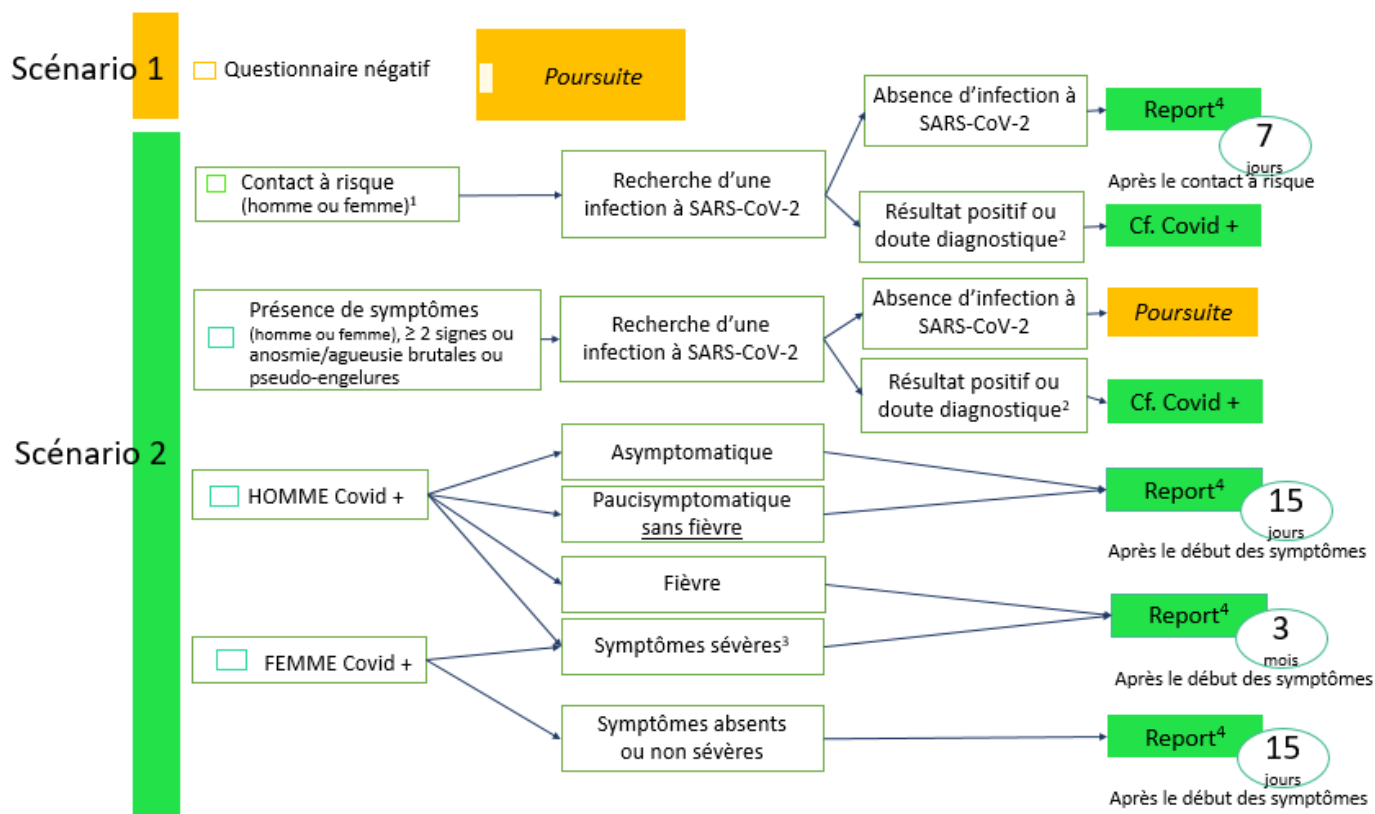 Scénario 1
Questionnaire négatif
Poursuite
Absence d’infection à
SARS-CoV-2
Report⁴
7
jours
Après le contact à risque
Contact à risque
(homme ou femme)¹
Recherche d’une
infection à SARS-CoV-2
Résultat positif ou
doute diagnostique²
Cf. Covid +
Scénario 2
Présence de symptômes
(homme ou femme), ≥ 2 signes ou
anosmie/agueusie brutales ou
pseudo-engelures
Recherche d’une
infection à SARS-CoV-2
Absence d’infection à
SARS-CoV-2
Poursuite
Résultat positif ou
doute diagnostique²
Cf. Covid +
HOMME Covid +
Asymptomatique
Paucisymptomatique
sans fièvre
Report⁴
15
jours
Après le début des symptômes
Fièvre
Symptômes sévères³
Report⁴
3
mois
Après le début des symptômes
FEMME Covid +
Symptômes absents
ou non sévères
Report⁴
15
jours
Après le début des symptômes